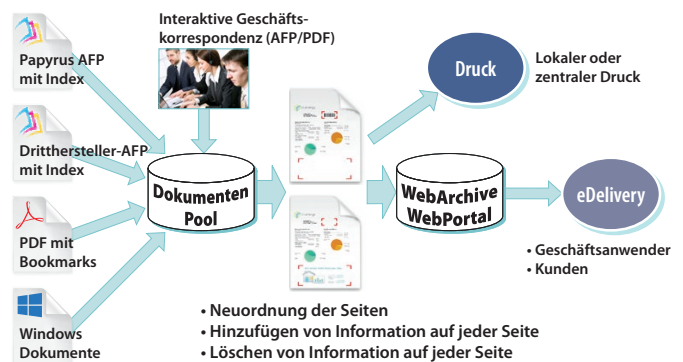 Interaktive Geschäfts-
korrespondenz (AFP/PDF)
Papyrus AFP
mit Index
Dritthersteller-AFP
mit Index
PDF mit
Bookmarks
Windows
Dokumente
Dokumenten
Pool
Druck
Lokaler oder
zentraler Druck
WebArchive
WebPortal
eDelivery
• Geschäftsanwender
• Kunden
• Neuordnung der Seiten
• Hinzufügen von Information auf jeder Seite
• Löschen von Information auf jeder Seite